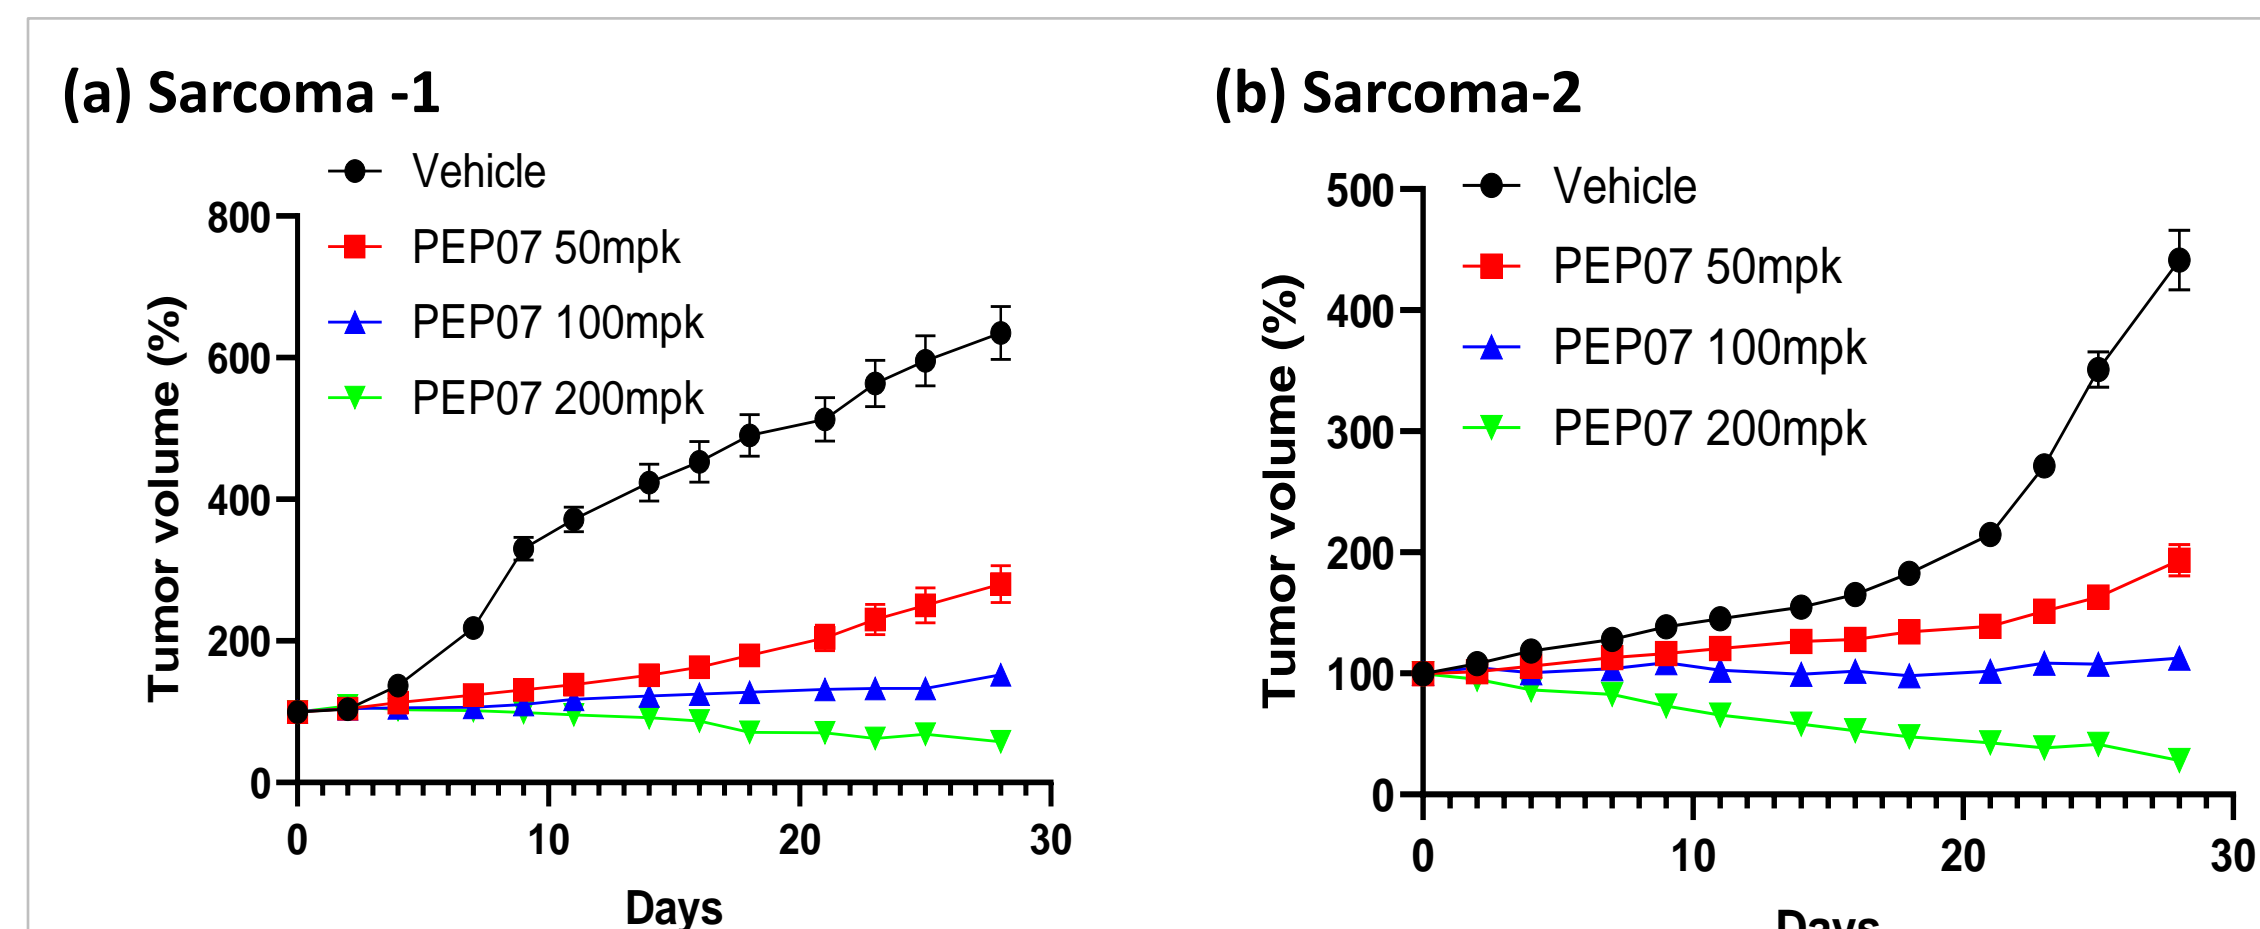 (a) Sarcoma -1
Vehicle
PEP07 50mpk
PEP07 100mpk
PEP07 200mpk
Tumor volume (%)
800
600
400
200
0
0 10 20 30
Days
(b) Sarcoma-2
Vehicle
PEP07 50mpk
PEP07 100mpk
PEP07 200mpk
Tumor volume (%)
500
400
300
200
100
0
0 10 20 30
Days